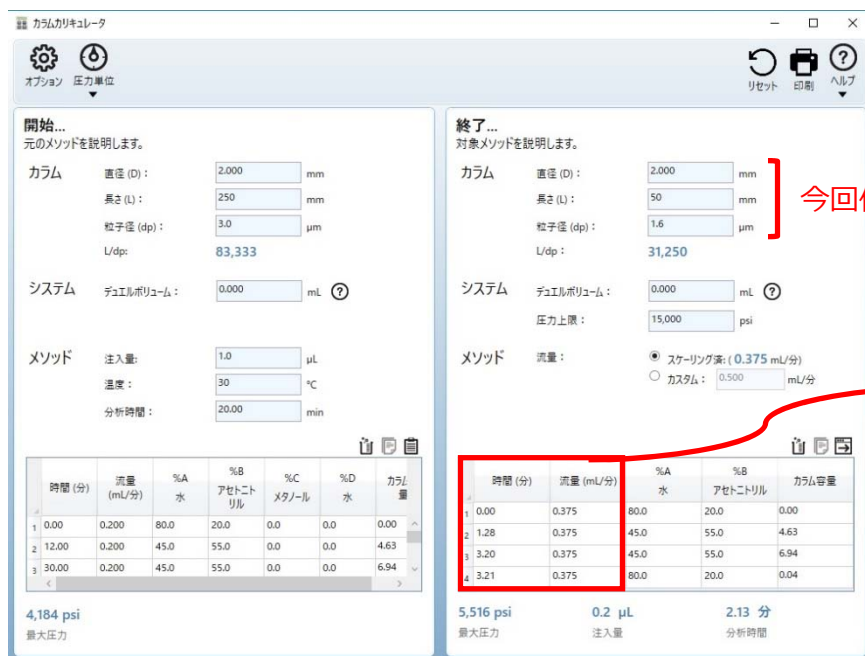 カラムカリキュレータ
オプション 圧力単位
リセット 印刷 ヘルプ
開始...
元のメソッドを説明します。
カラム 直径 (D)： 2.000 mm
長さ (L)： 250 mm
粒子径 (dp)： 3.0 µm
L/dp: 83,333
システム デュエルボリューム： 0.000 mL ?
メソッド 注入量: 1.0 µL
温度： 30 °C
分析時間： 20.00 min
時間 (分) 流量 (mL/分) %A 水 %B アセトニトリル %C メタノール %D 水 カラム 量
1 0.00 0.200 80.0 20.0 0.0 0.0 0.00
2 12.00 0.200 45.0 55.0 0.0 0.0 4.63
3 30.00 0.200 45.0 55.0 0.0 0.0 6.94
4,184 psi
最大圧力
終了...
対象メソッドを説明します。
カラム 直径 (D)： 2.000 mm
長さ (L)： 50 mm
粒子径 (dp)： 1.6 µm
L/dp： 31,250
今回
システム デュエルボリューム： 0.000 mL ?
圧力上限： 15,000 psi
メソッド 流量： スケーリング済: ( 0.375 mL/分)
カスタム： 0.500 mL/分
時間 (分) 流量 (mL/分) %A 水 %B アセトニトリル カラム容量
1 0.00 0.375 80.0 20.0 0.00
2 1.28 0.375 45.0 55.0 4.63
3 3.20 0.375 45.0 55.0 6.94
4 3.21 0.375 80.0 20.0 0.04
5,516 psi 0.2 µL 2.13 分
最大圧力 注入量 分析時間